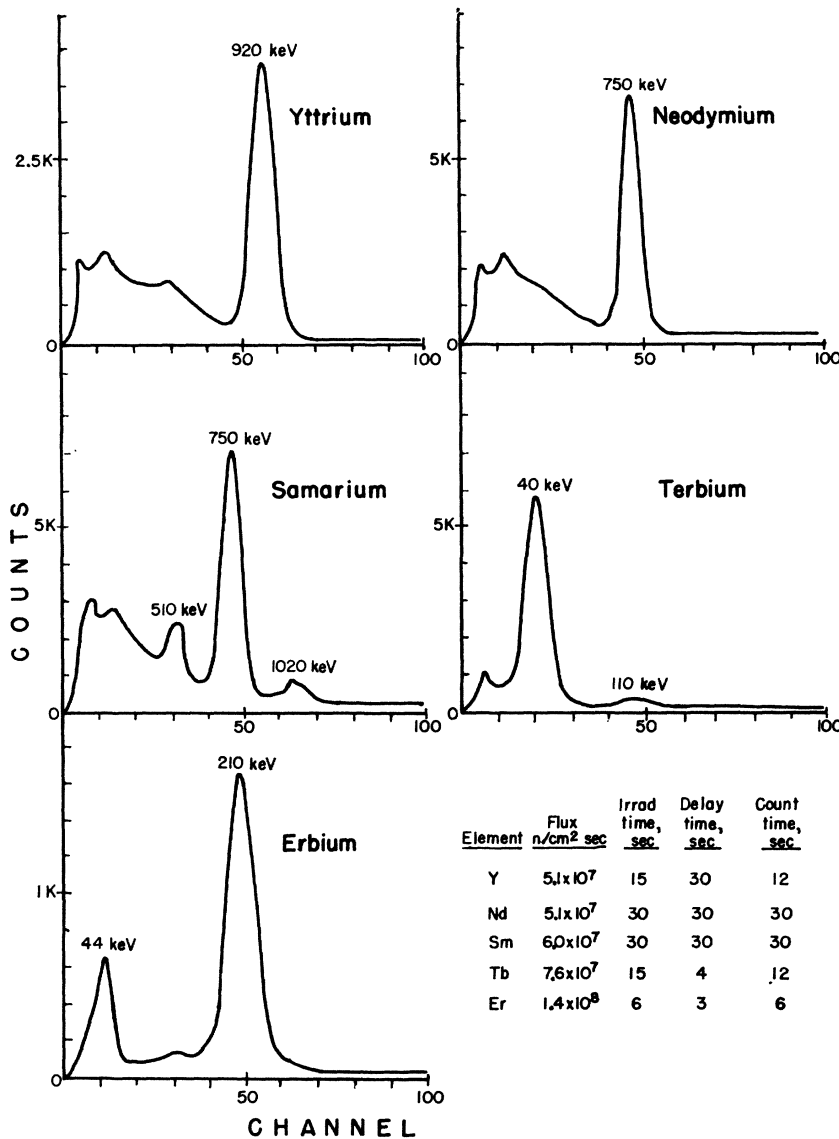 920 keV
Yttrium
2.5K
0
50
100
750 keV
Neodymium
5K
0
50
100
750 keV
Samarium
5K
510 keV
1020 keV
0
50
100
40 keV
Terbium
5K
110 keV
0
50
100
COUNTS
210 keV
Erbium
1K
44 keV
0
50
100
CHANNEL
Element Flux n/cm² sec Irrad time, sec Delay time, sec Count time, sec
Y 5.1x10⁷ 15 30 12
Nd 5.1x10⁷ 30 30 30
Sm 6.0x10⁷ 30 30 30
Tb 7.6x10⁷ 15 4 12
Er 1.4x10⁸ 6 3 6